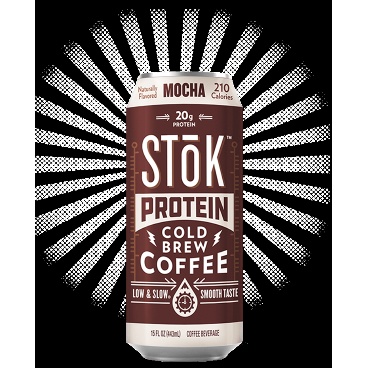 Naturally Flavored MOCHA 210 Calories
20g
PROTEIN
STōK™
PROTEIN
COLD
BREW
COFFEE
LOW & SLOW. SMOOTH TASTE
15 FL OZ (443mL) COFFEE BEVERAGE